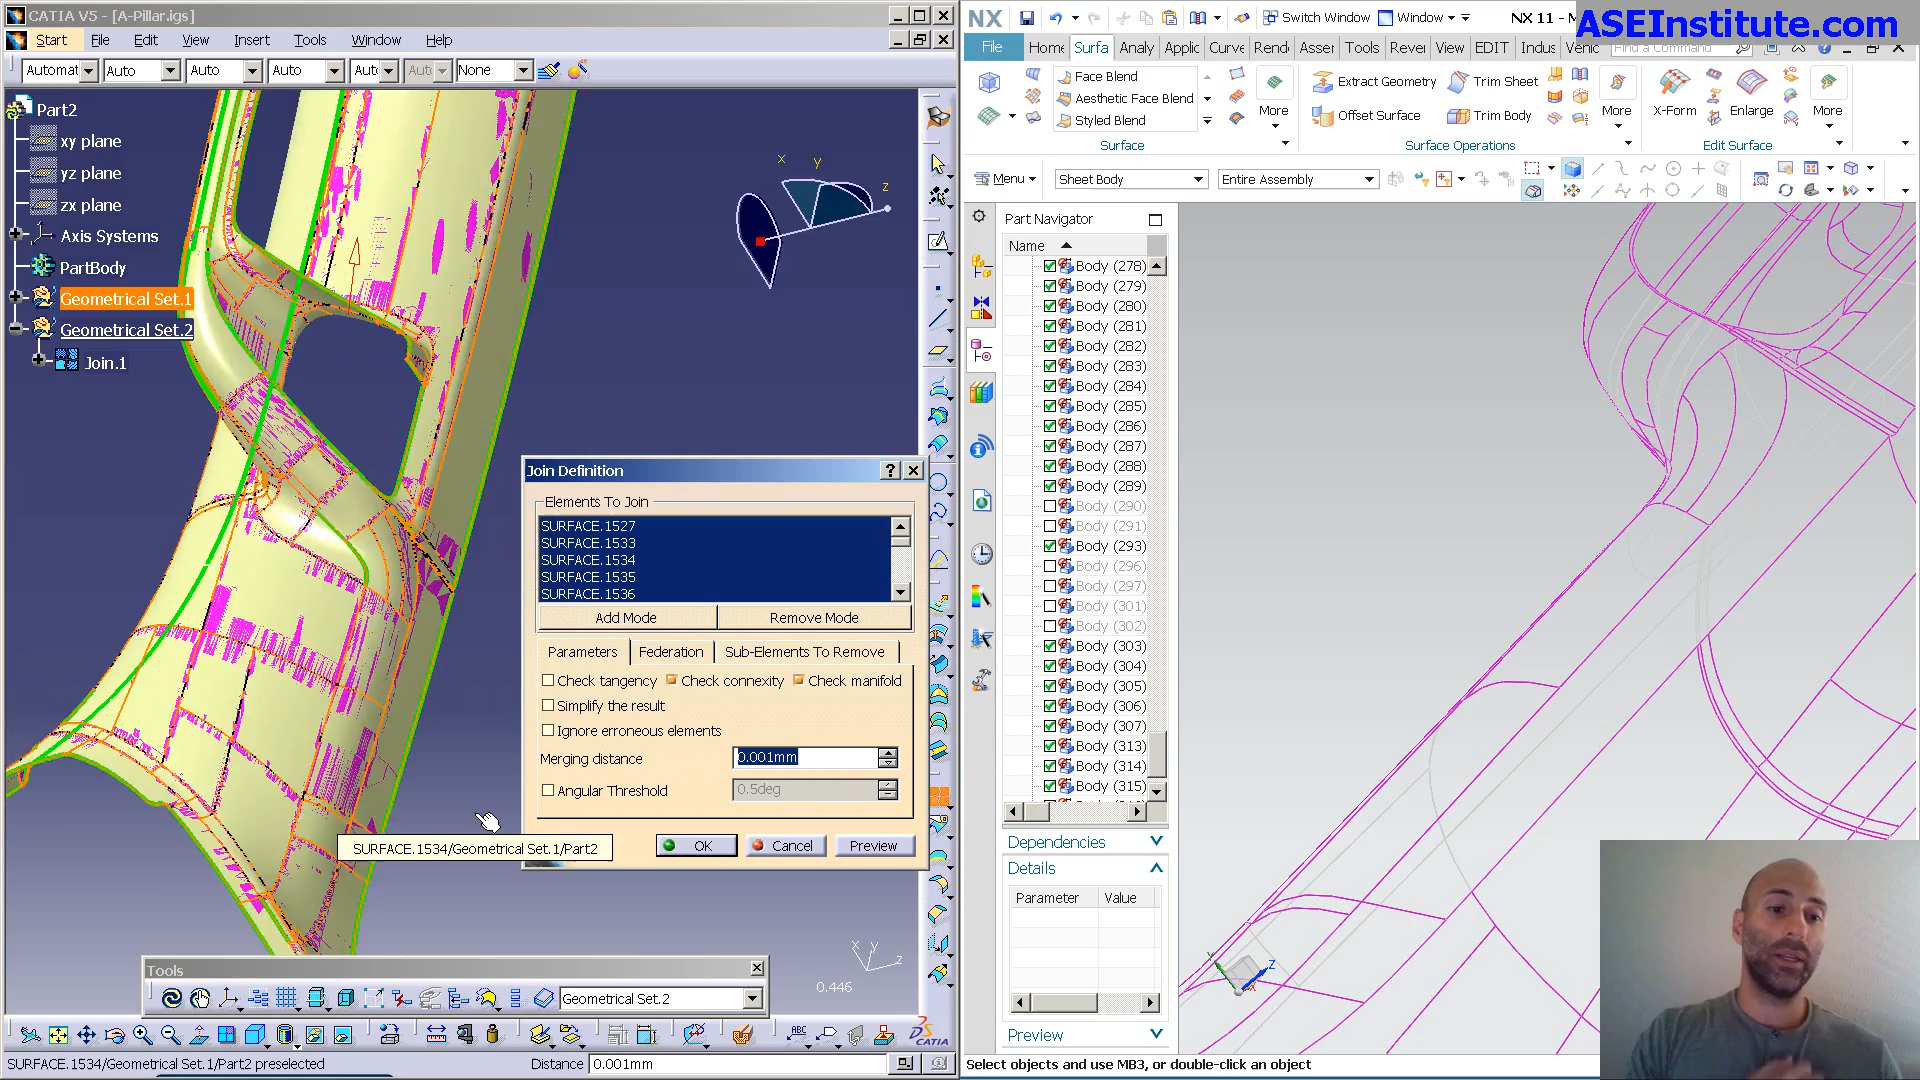 CATIA V5 - [A-Pillar.igs]
Start File Edit View Insert Tools Window Help
Automat Auto Auto Auto Aut Aut None
Part2
xy plane
yz plane
zx plane
Axis Systems
PartBody
Geometrical Set.1
Geometrical Set.2
Join.1
x y z
Join Definition
Elements To Join
SURFACE.1527
SURFACE.1533
SURFACE.1534
SURFACE.1535
SURFACE.1536
Add Mode Remove Mode
Parameters Federation Sub-Elements To Remove
Check tangency Check connexity Check manifold
Simplify the result
Ignore erroneous elements
Merging distance 0.001mm
Angular Threshold 0.5deg
OK Cancel Preview
SURFACE.1534/Geometrical Set.1/Part2
x y z
0.446
Tools
Geometrical Set.2
ABC
CATIA
SURFACE.1534/Geometrical Set.1/Part2 preselected Distance 0.001mm
NX Switch Window Window NX 11 - M
ASEInstitute.com
File Home Surfa Analy Applic Curve Rend Asser Tools Rever View EDIT Indus Venic Find a Command
Face Blend
Aesthetic Face Blend
Styled Blend
More
Surface
Extract Geometry Trim Sheet
Offset Surface Trim Body
More
Surface Operations
X-Form Enlarge More
Edit Surface
Menu Sheet Body Entire Assembly
Part Navigator
Name
Body (278)
Body (279)
Body (280)
Body (281)
Body (282)
Body (283)
Body (284)
Body (285)
Body (286)
Body (287)
Body (288)
Body (289)
Body (290)
Body (291)
Body (293)
Body (296)
Body (297)
Body (301)
Body (302)
Body (303)
Body (304)
Body (305)
Body (306)
Body (307)
Body (313)
Body (314)
Body (315)
Dependencies
Details
Parameter Value
Preview
Z
Select objects and use MB3, or double-click an object